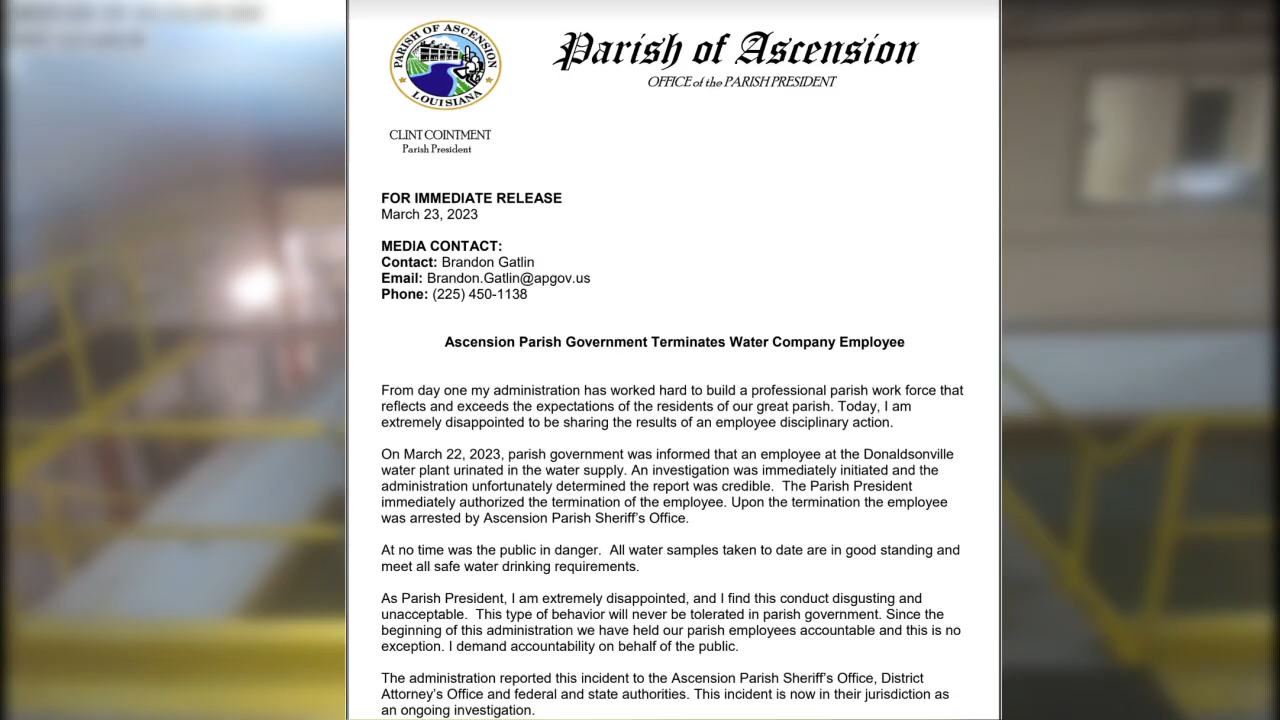 PARISH OF ASCENSION
LOUISIANA
Parish of Ascension
OFFICE of the PARISH PRESIDENT
CLINT COINTMENT
Parish President
FOR IMMEDIATE RELEASE
March 23, 2023
MEDIA CONTACT:
Contact: Brandon Gatlin
Email: Brandon.Gatlin@apgov.us
Phone: (225) 450-1138
Ascension Parish Government Terminates Water Company Employee
From day one my administration has worked hard to build a professional parish work force that
reflects and exceeds the expectations of the residents of our great parish. Today, I am
extremely disappointed to be sharing the results of an employee disciplinary action.
On March 22, 2023, parish government was informed that an employee at the Donaldsonville
water plant urinated in the water supply. An investigation was immediately initiated and the
administration unfortunately determined the report was credible.  The Parish President
immediately authorized the termination of the employee. Upon the termination the employee
was arrested by Ascension Parish Sheriff's Office.
At no time was the public in danger.  All water samples taken to date are in good standing and
meet all safe water drinking requirements.
As Parish President, I am extremely disappointed, and I find this conduct disgusting and
unacceptable.  This type of behavior will never be tolerated in parish government. Since the
beginning of this administration we have held our parish employees accountable and this is no
exception. I demand accountability on behalf of the public.
The administration reported this incident to the Ascension Parish Sheriff's Office, District
Attorney's Office and federal and state authorities. This incident is now in their jurisdiction as
an ongoing investigation.